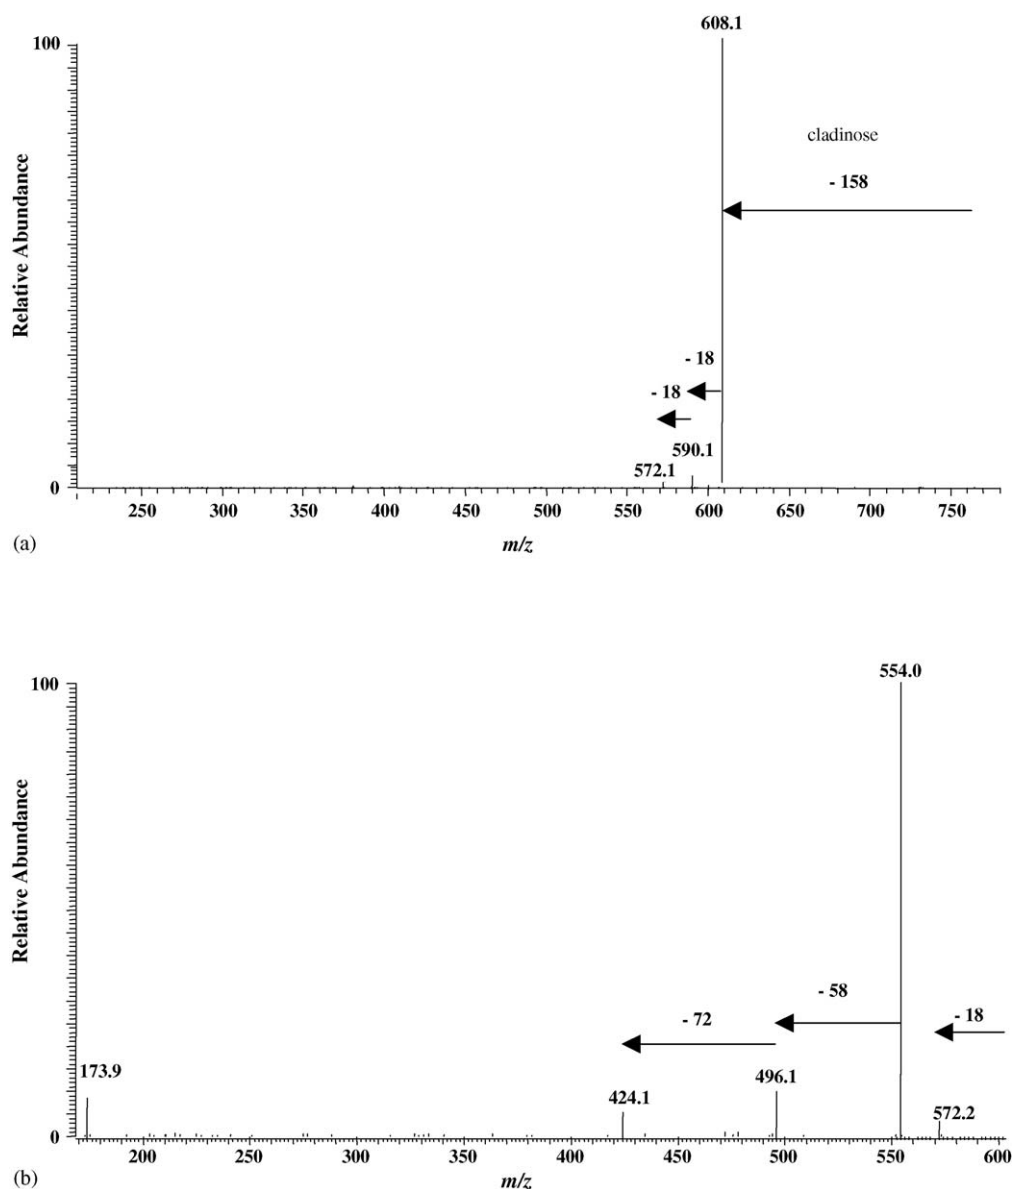 608.1
100
cladinose
- 158
Relative Abundance
- 18
- 18
590.1
572.1
0
250 300 350 400 450 500 550 600 650 700 750
(a)
m/z
554.0
100
Relative Abundance
- 58
- 72
- 18
173.9
496.1
424.1
572.2
0
200 250 300 350 400 450 500 550 600
(b)
m/z